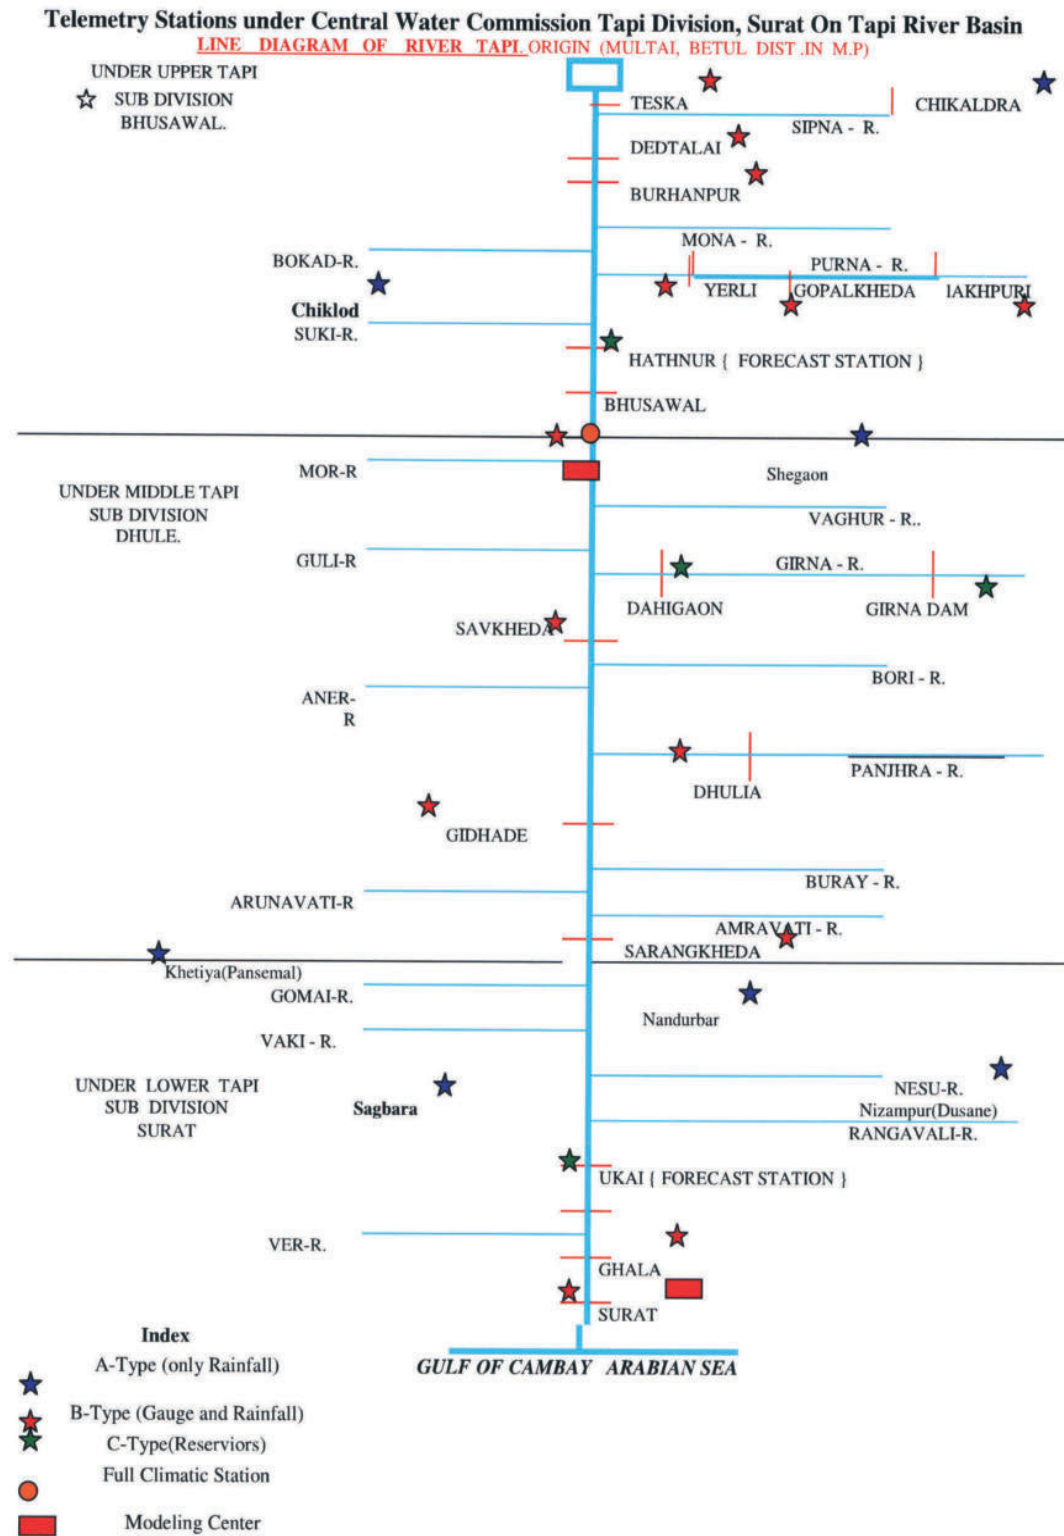 Telemetry Stations under Central Water Commission Tapi Division, Surat On Tapi River Basin
LINE DIAGRAM OF RIVER TAPI. ORIGIN (MULTAI, BETUL DIST .IN M.P)
UNDER UPPER TAPI
SUB DIVISION
BHUSAWAL.
TESKA
CHIKALDRA
SIPNA - R.
DEDTALAI
BURHANPUR
MONA - R.
BOKAD-R.
PURNA - R.
YERLI
GOPALKHEDA
lAKHPURI
Chiklod
SUKI-R.
HATHNUR { FORECAST STATION }
BHUSAWAL
MOR-R
Shegaon
UNDER MIDDLE TAPI
SUB DIVISION
DHULE.
VAGHUR - R..
GULI-R
GIRNA - R.
DAHIGAON
GIRNA DAM
SAVKHEDA
BORI - R.
ANER-
R
PANJHRA - R.
DHULIA
GIDHADE
BURAY - R.
ARUNAVATI-R
AMRAVATI - R.
SARANGKHEDA
Khetiya(Pansemal)
GOMAI-R.
Nandurbar
VAKI - R.
UNDER LOWER TAPI
SUB DIVISION
SURAT
NESU-R.
Sagbara
Nizampur(Dusane)
RANGAVALI-R.
UKAI { FORECAST STATION }
VER-R.
GHALA
SURAT
GULF OF CAMBAY ARABIAN SEA
Index
A-Type (only Rainfall)
B-Type (Gauge and Rainfall)
C-Type(Reserviors)
Full Climatic Station
Modeling Center